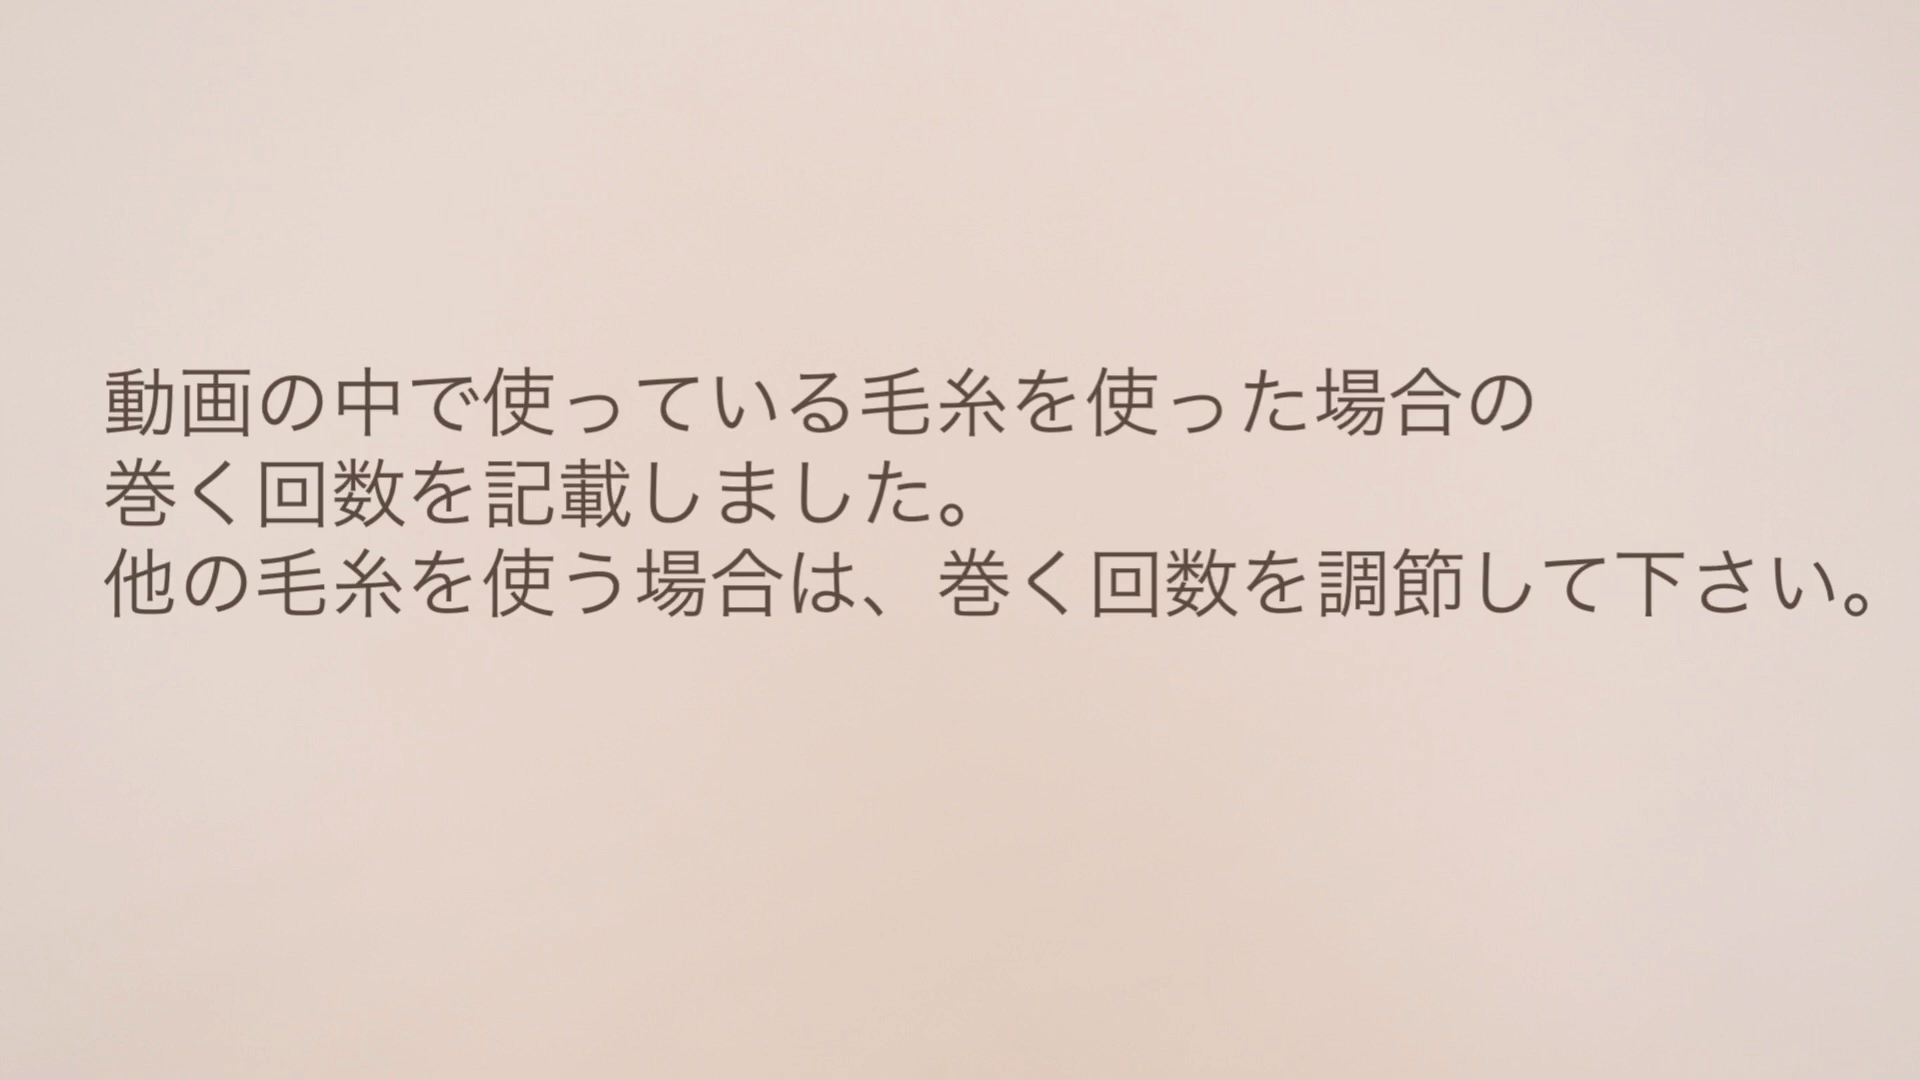 動画の中で使っている毛糸を使った場合の
巻く回数を記載しました。
他の毛糸を使う場合は、巻く回数を調節して下さい。